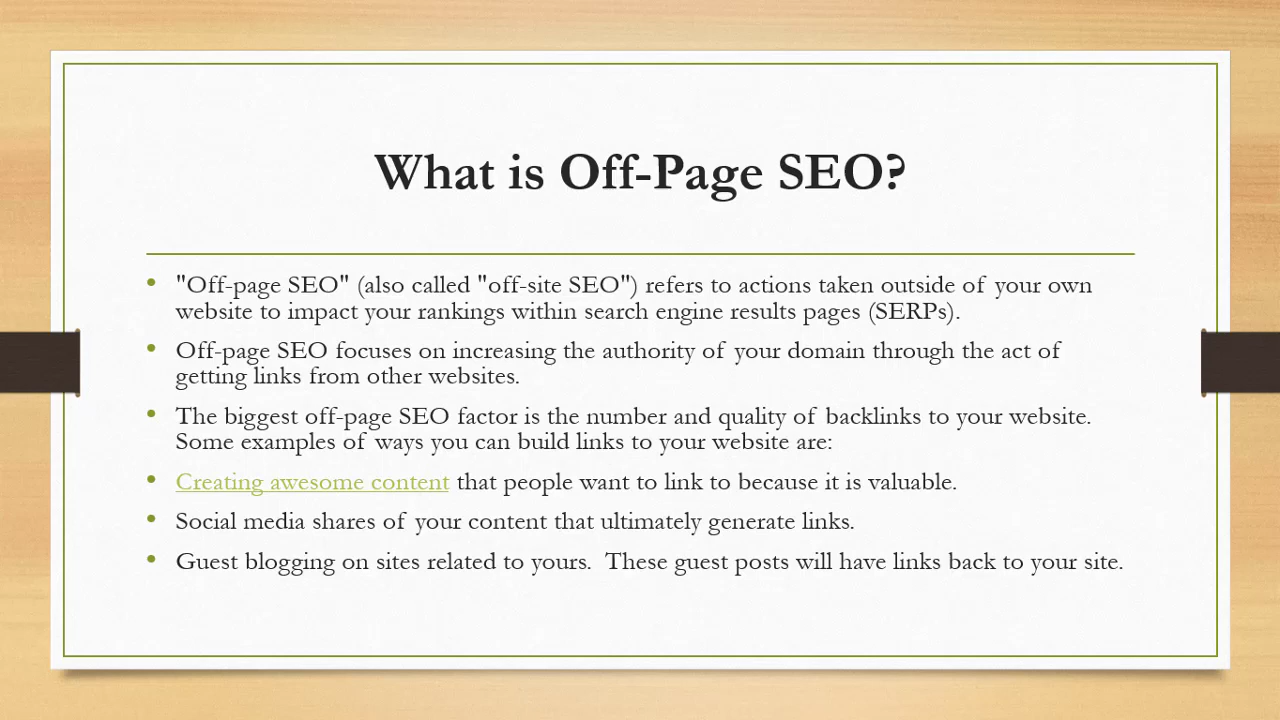 What is Off-Page SEO?
• "Off-page SEO" (also called "off-site SEO") refers to actions taken outside of your own
website to impact your rankings within search engine results pages (SERPs).
• Off-page SEO focuses on increasing the authority of your domain through the act of
getting links from other websites.
• The biggest off-page SEO factor is the number and quality of backlinks to your website.
Some examples of ways you can build links to your website are:
• Creating awesome content that people want to link to because it is valuable.
• Social media shares of your content that ultimately generate links.
• Guest blogging on sites related to yours.  These guest posts will have links back to your site.